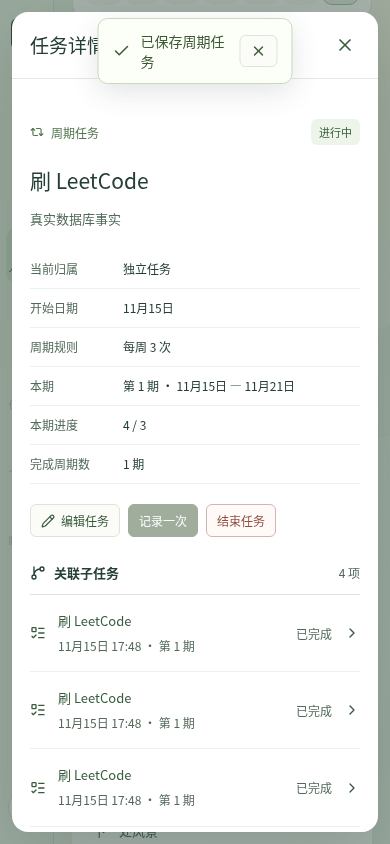 任务详情
已保存周期任
务
周期任务
进行中
刷 LeetCode
真实数据库事实
当前归属 独立任务
开始日期 11月15日
周期规则 每周 3 次
本期 第 1 期 · 11月15日 — 11月21日
本期进度 4 / 3
完成周期数 1 期
编辑任务 记录一次 结束任务
关联子任务 4 项
刷 LeetCode
11月15日 17:48 · 第 1 期
已完成
刷 LeetCode
11月15日 17:48 · 第 1 期
已完成
刷 LeetCode
11月15日 17:48 · 第 1 期
已完成